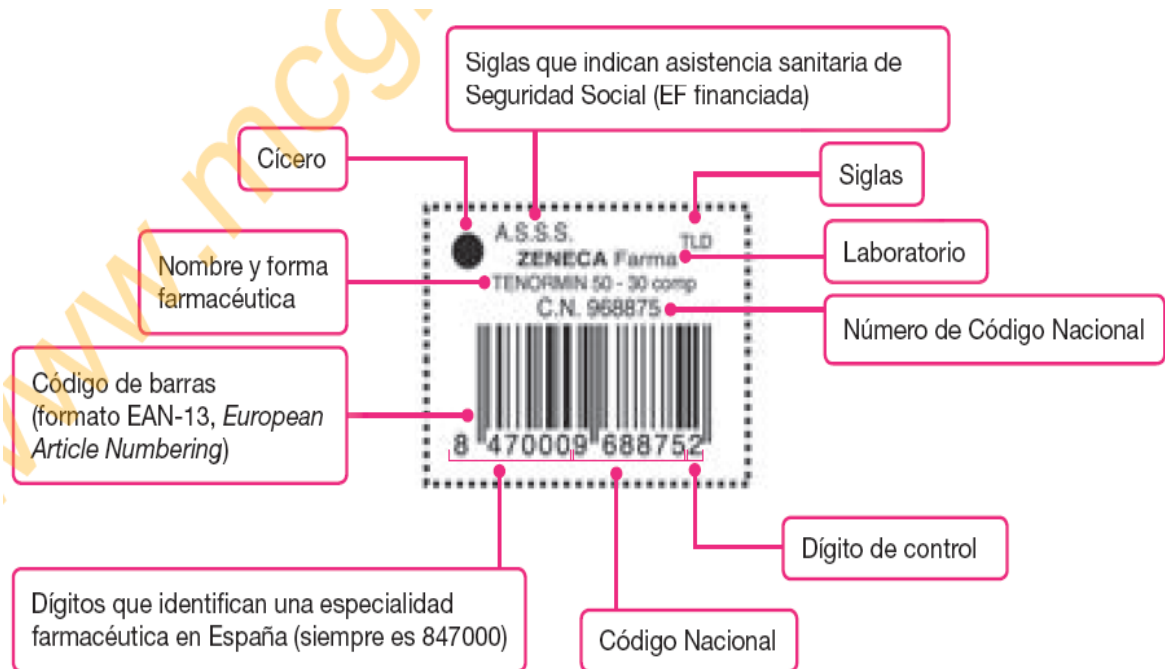 www.mcg
Siglas que indican asistencia sanitaria de
Seguridad Social (EF financiada)
Cícero
Siglas
A.S.S.S.
TLD
ZENECA Farma
Laboratorio
Nombre y forma
farmacéutica
TENORMIN 50 - 30 comp
C.N. 968875
Número de Código Nacional
Código de barras
(formato EAN-13, European
Article Numbering)
8 470009 688752
Dígito de control
Dígitos que identifican una especialidad
farmacéutica en España (siempre es 847000)
Código Nacional